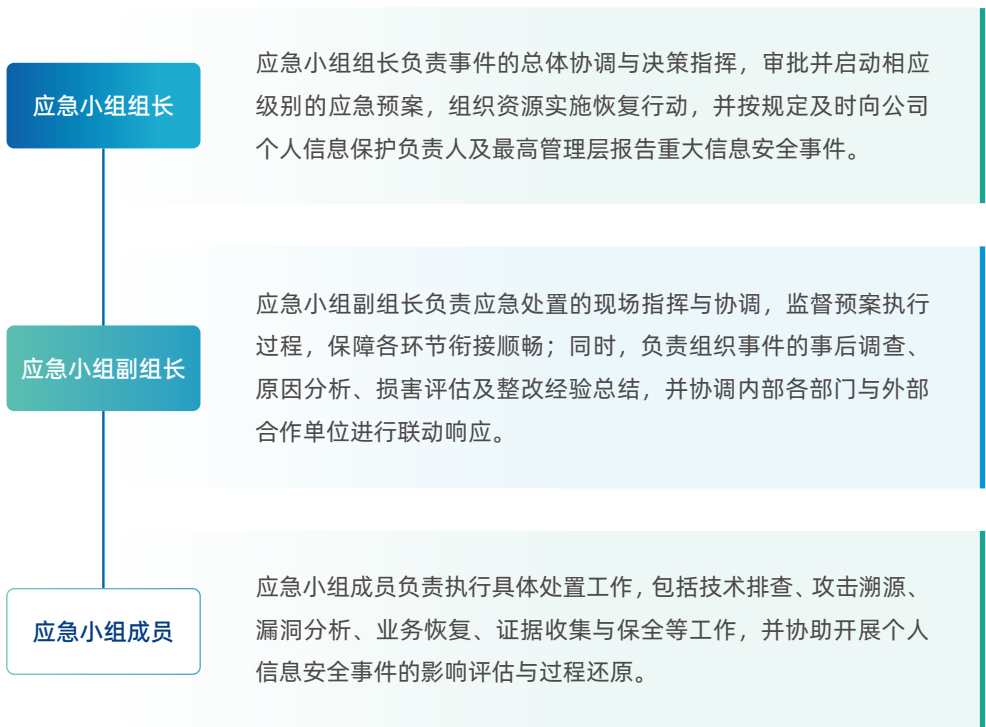 应急小组组长
应急小组组长负责事件的总体协调与决策指挥，审批并启动相应
级别的应急预案，组织资源实施恢复行动，并按规定及时向公司
个人信息保护负责人及最高管理层报告重大信息安全事件。
应急小组副组长
应急小组副组长负责应急处置的现场指挥与协调，监督预案执行
过程，保障各环节衔接顺畅；同时，负责组织事件的事后调查、
原因分析、损害评估及整改经验总结，并协调内部各部门与外部
合作单位进行联动响应。
应急小组成员
应急小组成员负责执行具体处置工作，包括技术排查、攻击溯源、
漏洞分析、业务恢复、证据收集与保全等工作，并协助开展个人
信息安全事件的影响评估与过程还原。